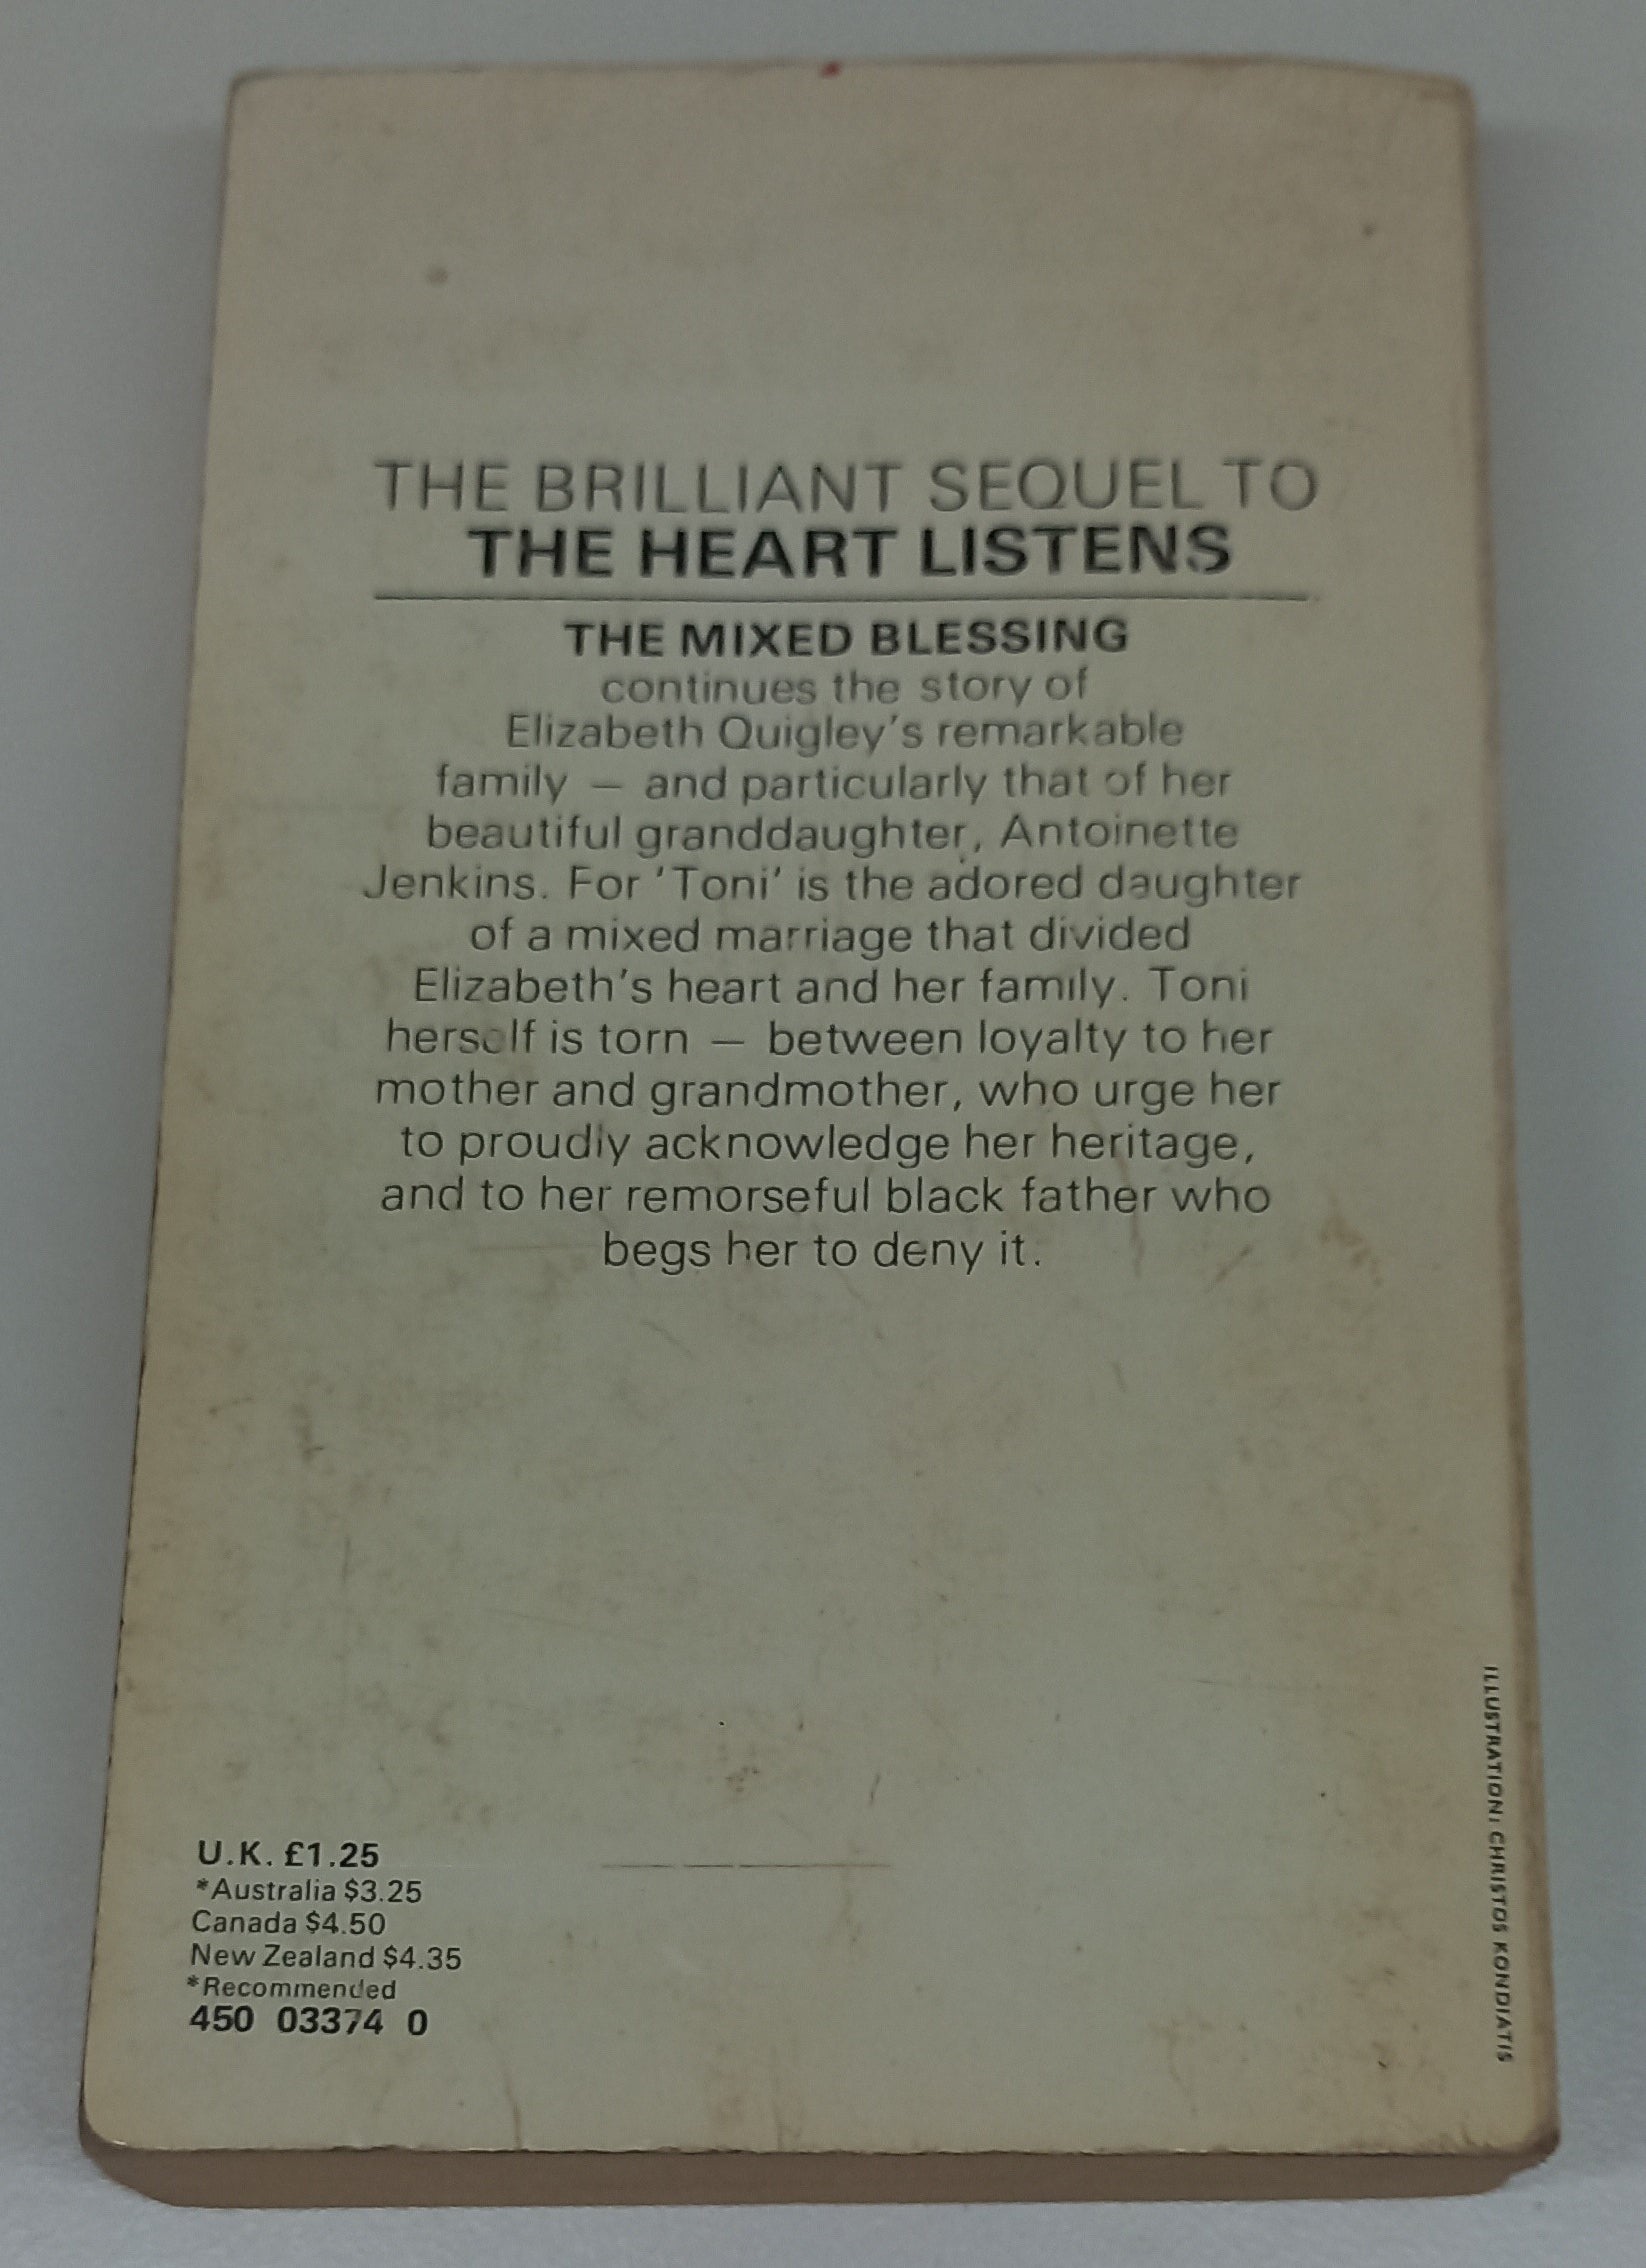 THE BRILLIANT SEQUEL TO
THE HEART LISTENS
THE MIXED BLESSING
continues the story of
Elizabeth Quigley's remarkable
family — and particularly that of her
beautiful granddaughter, Antoinette
Jenkins. For 'Toni' is the adored daughter
of a mixed marriage that divided
Elizabeth's heart and her family. Toni
herself is torn — between loyalty to her
mother and grandmother, who urge her
to proudly acknowledge her heritage,
and to her remorseful black father who
begs her to deny it.
U.K. £1.25
*Australia $3.25
Canada $4.50
New Zealand $4.35
*Recommended
450 03374 0
ILLUSTRATION: CHRISTOS KONDIATIS